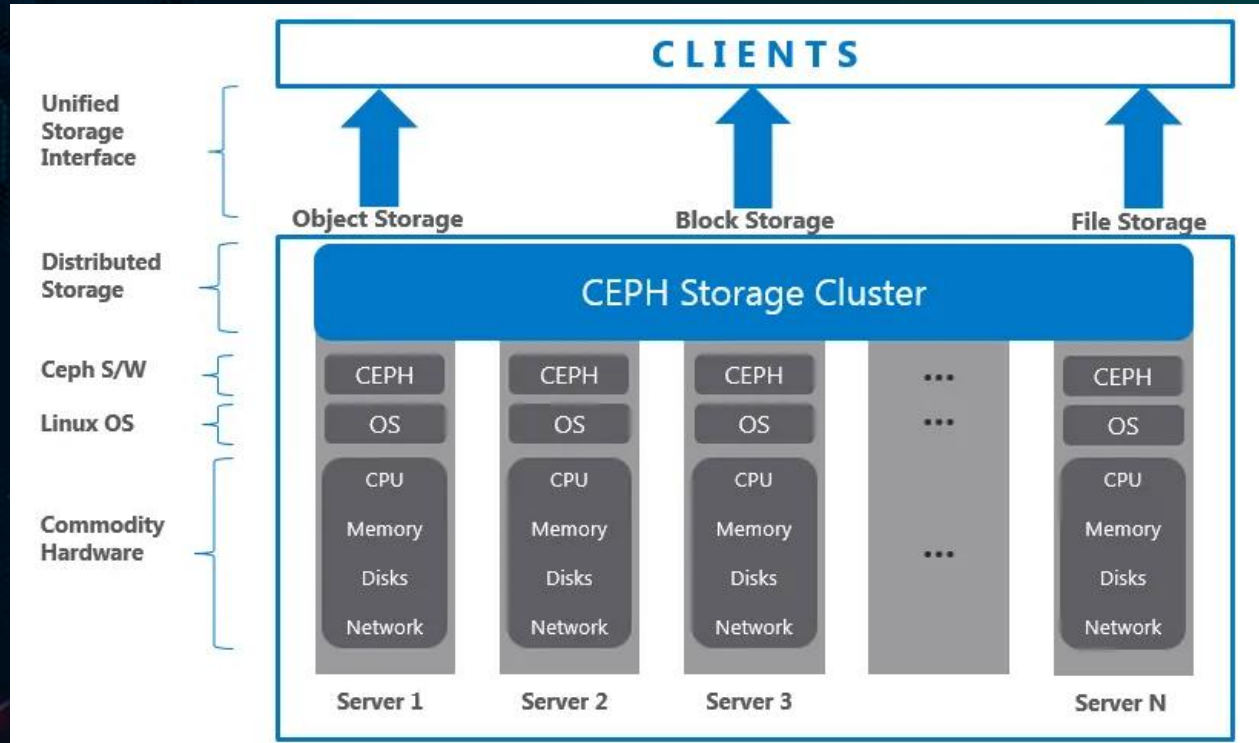 CLIENTS
Unified
Storage
Interface
Object Storage
Block Storage
File Storage
Distributed
Storage
CEPH Storage Cluster
Ceph S/W
CEPH
CEPH
CEPH
...
CEPH
Linux OS
OS
OS
OS
...
OS
Commodity
Hardware
CPU
Memory
Disks
Network
CPU
Memory
Disks
Network
CPU
Memory
Disks
Network
...
CPU
Memory
Disks
Network
Server 1
Server 2
Server 3
Server N